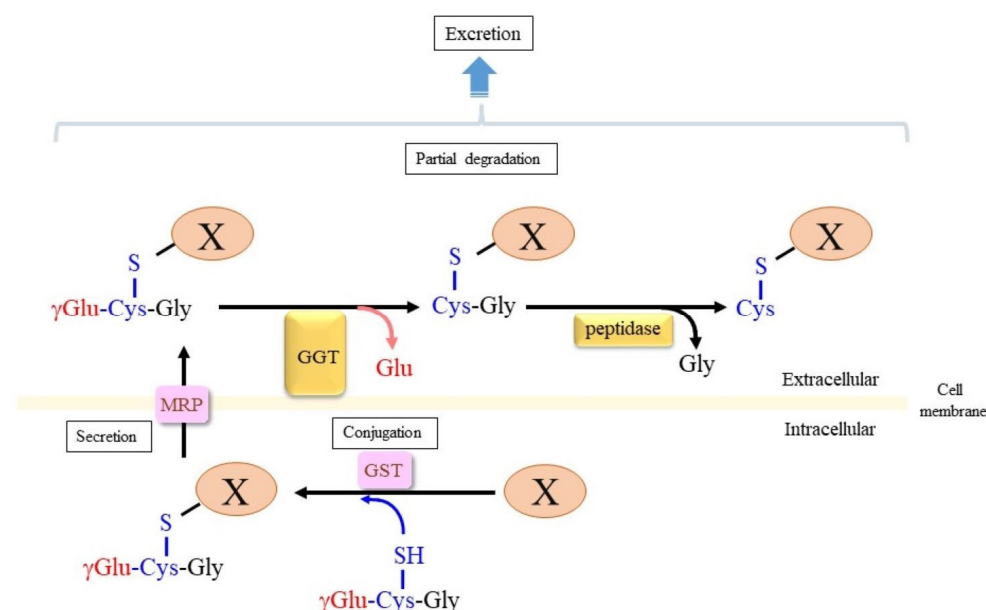 Excretion
Partial degradation
X
X
X
S
S
S
γGlu-Cys-Gly
Cys-Gly
Cys
GGT
Glu
peptidase
Gly
Extracellular
Cell
membrane
MRP
Secretion
Conjugation
Intracellular
GST
X
X
S
SH
γGlu-Cys-Gly
γGlu-Cys-Gly